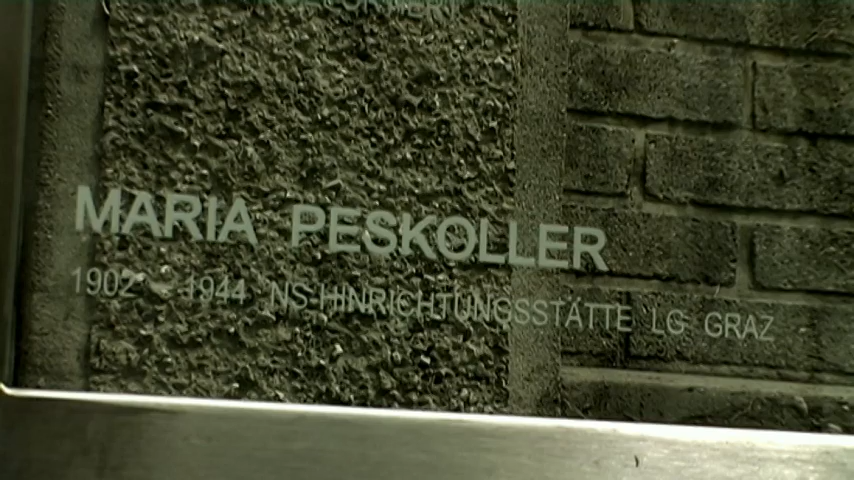 MARIA PESKOLLER
1902 - 1944 NS-HINRICHTUNGSSTÄTTE LG GRAZ